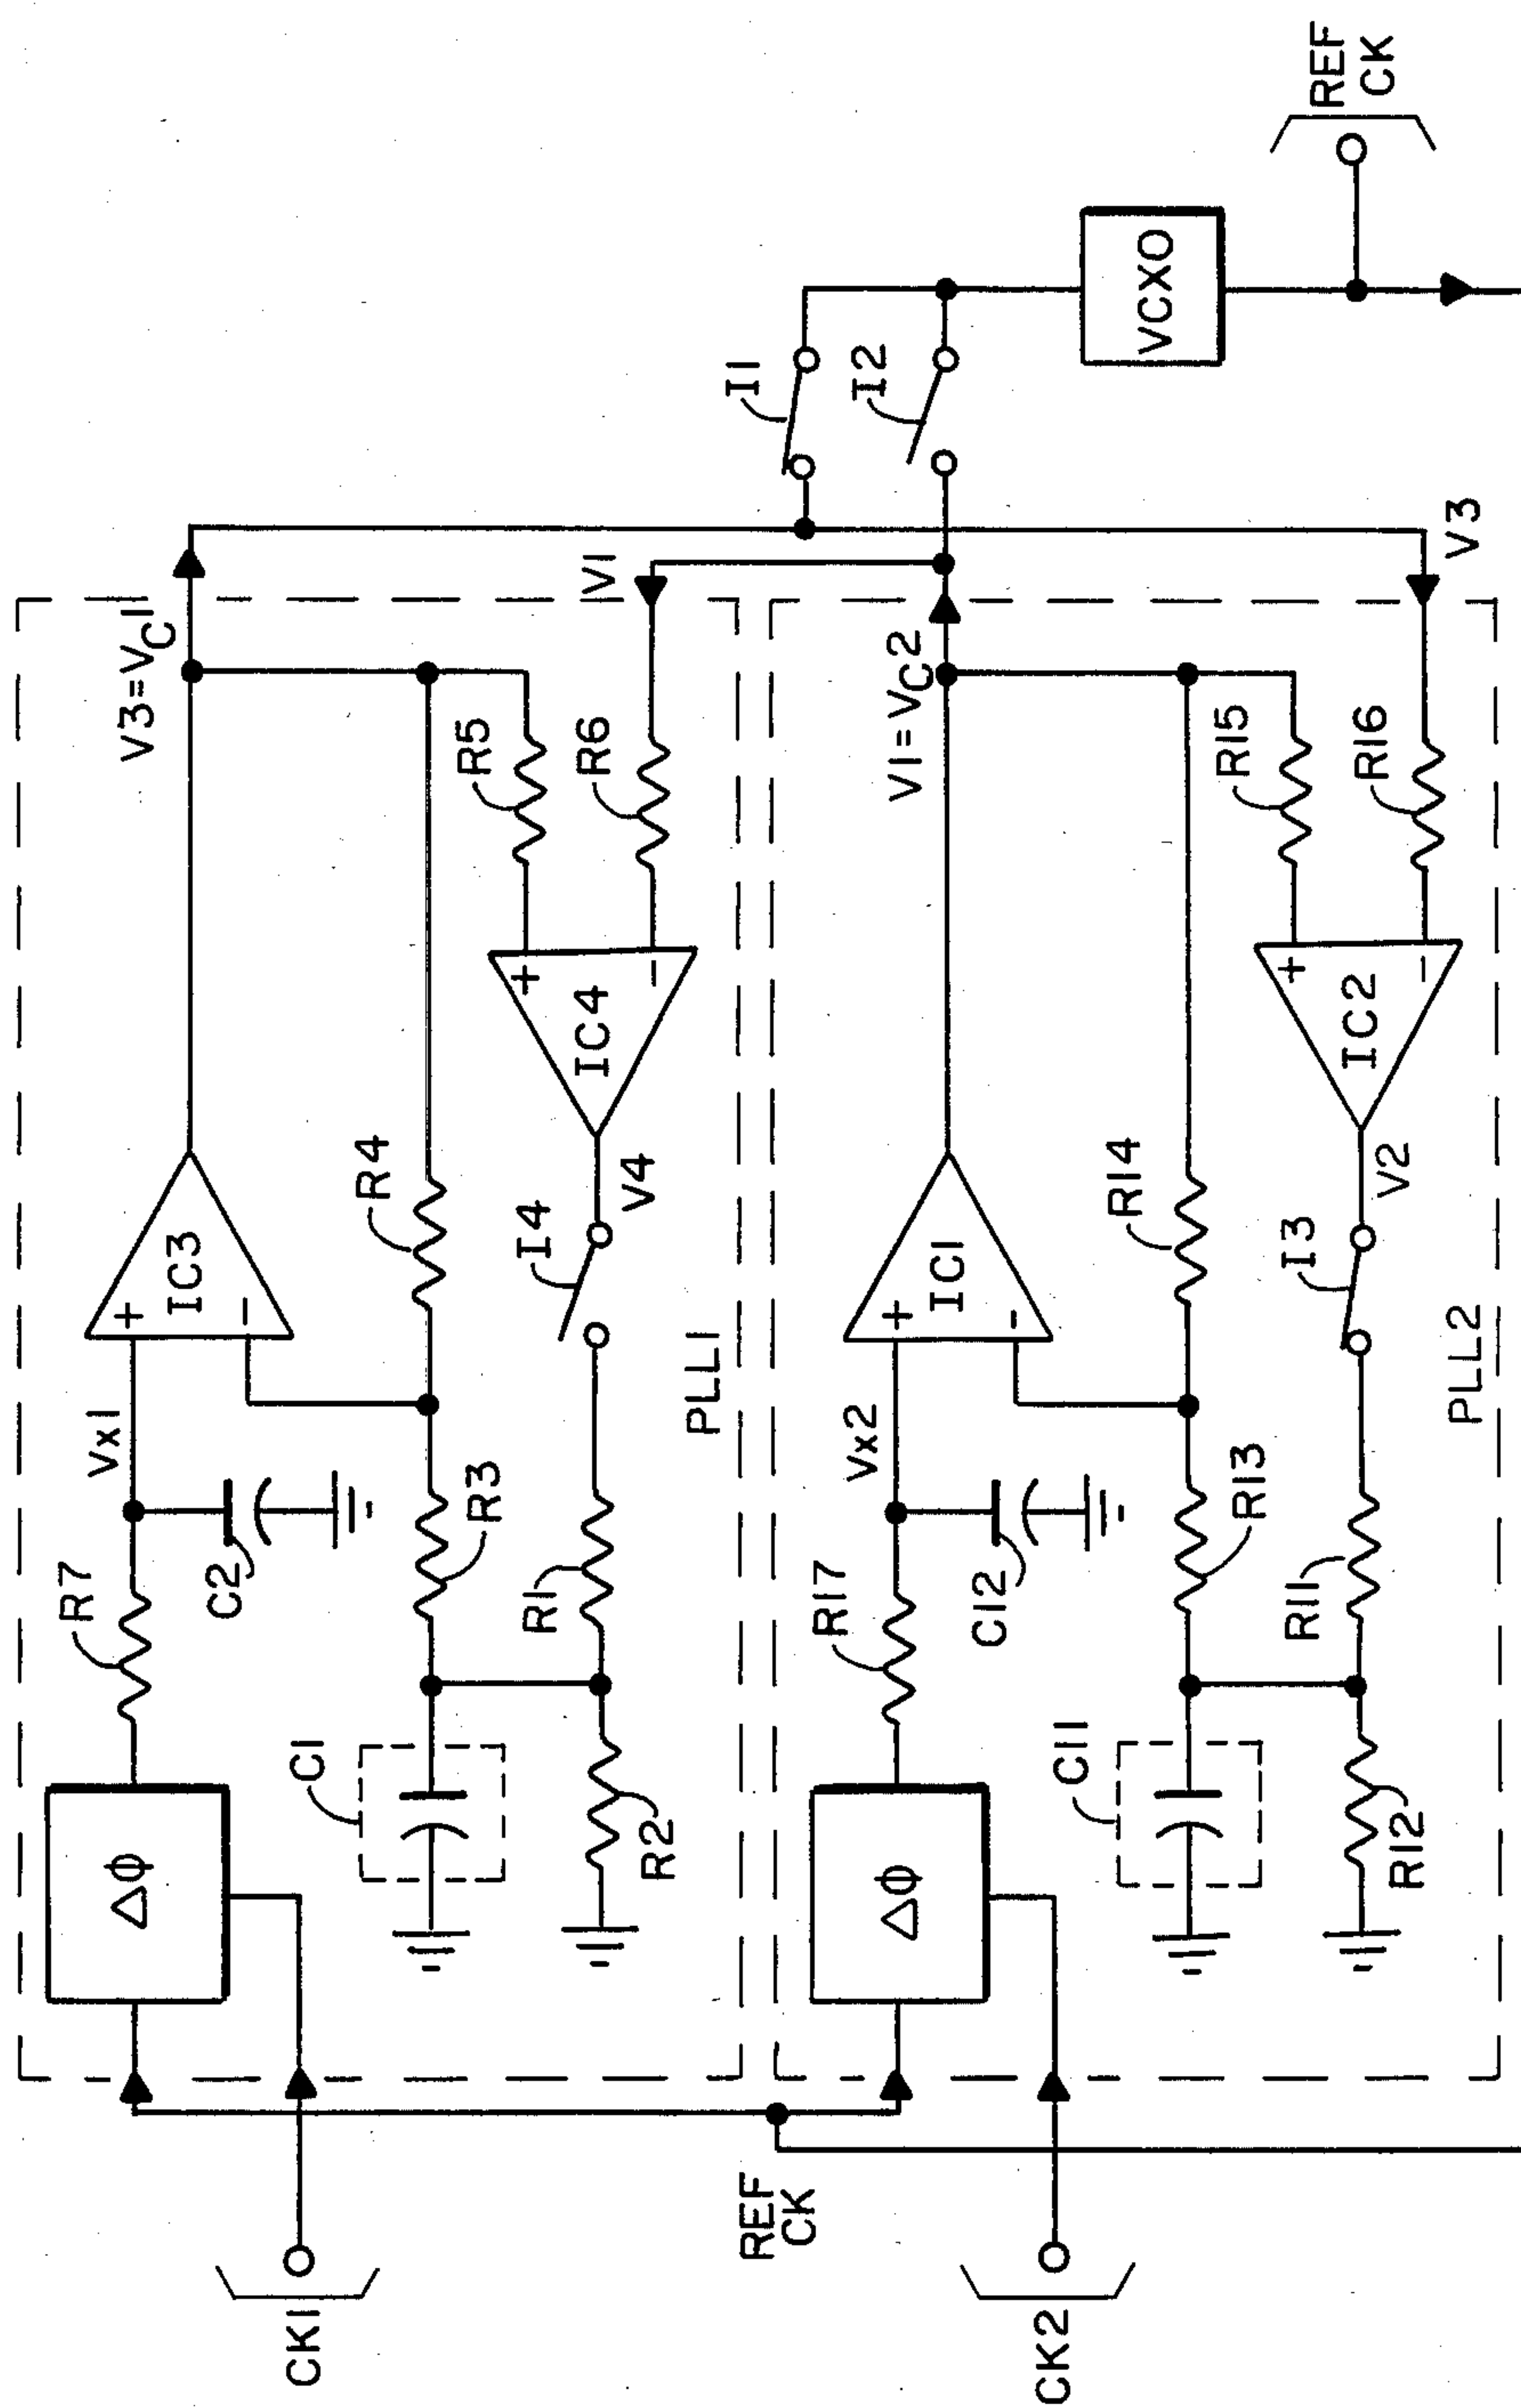 CK1
Δφ
R7
Vx1
C2
IC3
+
-
V3=VC1
C1
R3
R4
R5
R2
R1
I4
V4
IC4
+
-
R6
V1
PLL1
REF
CK
I1
I2
VCXO
REF
CK
CK2
Δφ
R17
Vx2
C12
IC1
+
-
V1=VC2
C11
R13
R14
R15
R12
R11
I3
V2
IC2
+
-
R16
V3
PLL2